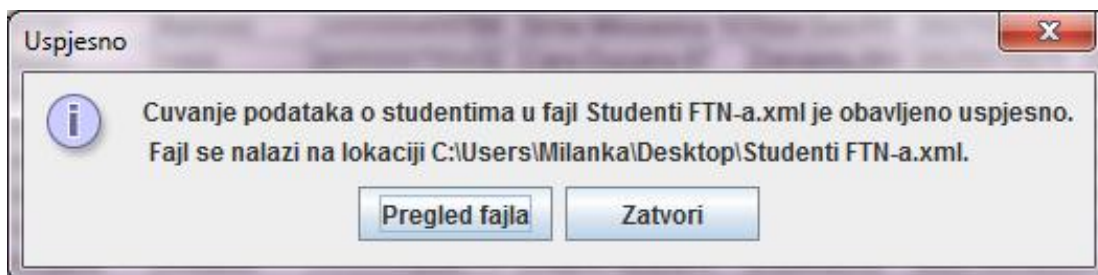 Uspjesno
Cuvanje podataka o studentima u fajl Studenti FTN-a.xml je obavljeno uspjesno.
Fajl se nalazi na lokaciji C:\Users\Milanka\Desktop\Studenti FTN-a.xml.
Pregled fajla
Zatvori